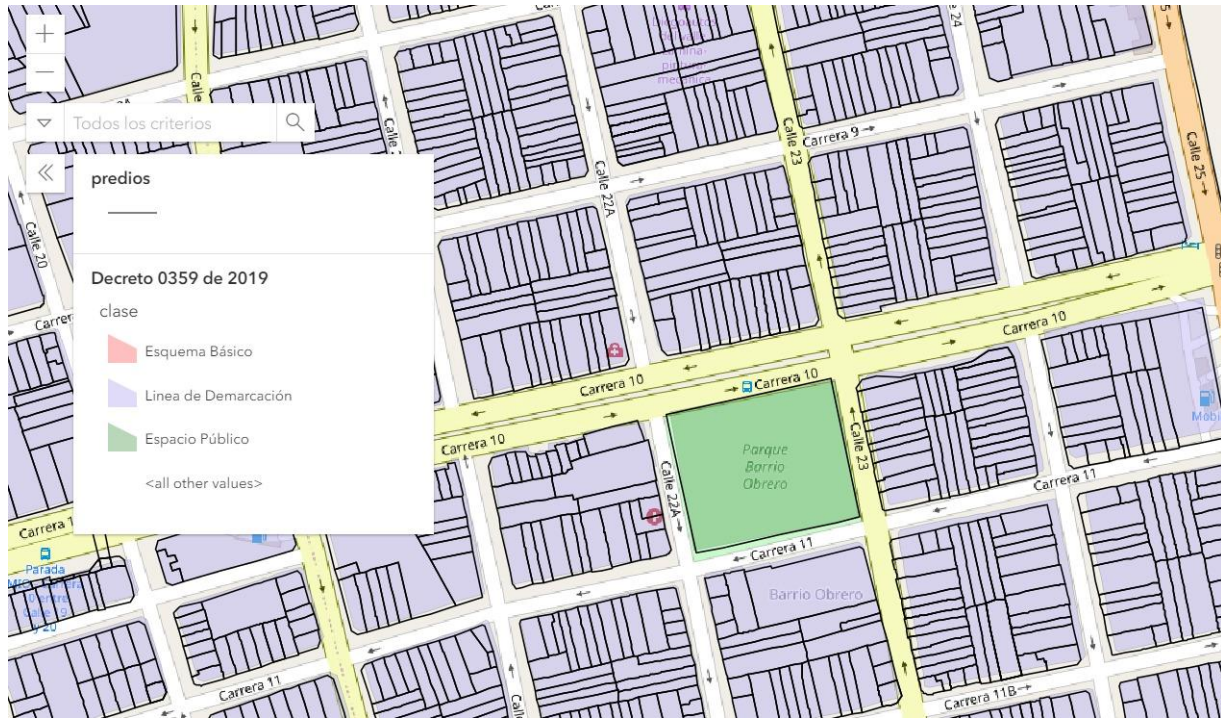 +
−
Todos los criterios
predios
Decreto 0359 de 2019
clase
Esquema Básico
Linea de Demarcación
Espacio Público
<all other values>
Calle 20
Calle 22A
Carrera 9
Calle 23
Calle 25
24
Carrera 10
Carrera 10
Carrera 10
Carrera 10
Parque
Barrio
Obrero
Calle 22A
Calle 23
Carrera 11
Carrera 11
Barrio Obrero
Parada
Carrera 11
Carrera 11B